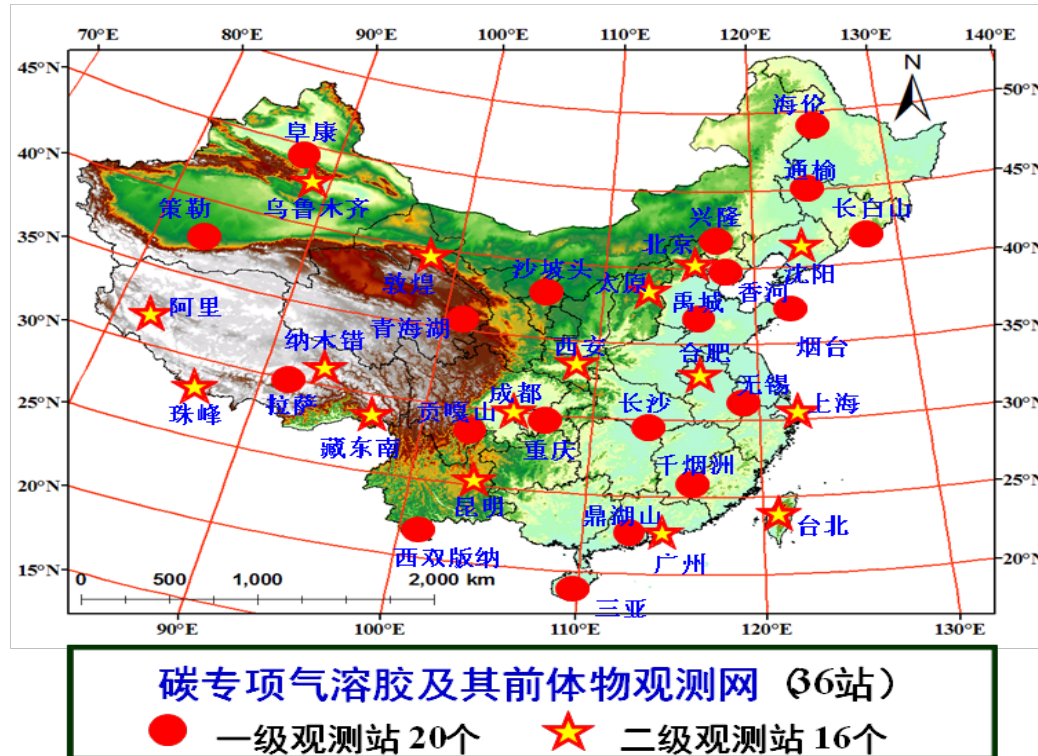 70°E 80°E 90°E 100°E 110°E 120°E 130°E 140°E
45°N
50°N
N
海伦
阜康
40°N
通榆
45°N
策勒
乌鲁木齐
兴隆
长白山
35°N
北京
40°N
沙坡头
太原
沈阳
敦煌
香河
禹城
阿里
青海湖
30°N
35°N
纳木错
西安
合肥
烟台
成都
无锡
珠峰
拉萨
贡嘎山
长沙
上海
25°N
30°N
藏东南
重庆
千烟洲
20°N
25°N
昆明
鼎湖山
台北
西双版纳
广州
20°N
15°N
0 500 1,000 2,000 km
三亚
90°E 100°E 110°E 120°E 130°E
碳专项气溶胶及其前体物观测网（36站）
一级观测站 20个 二级观测站 16个